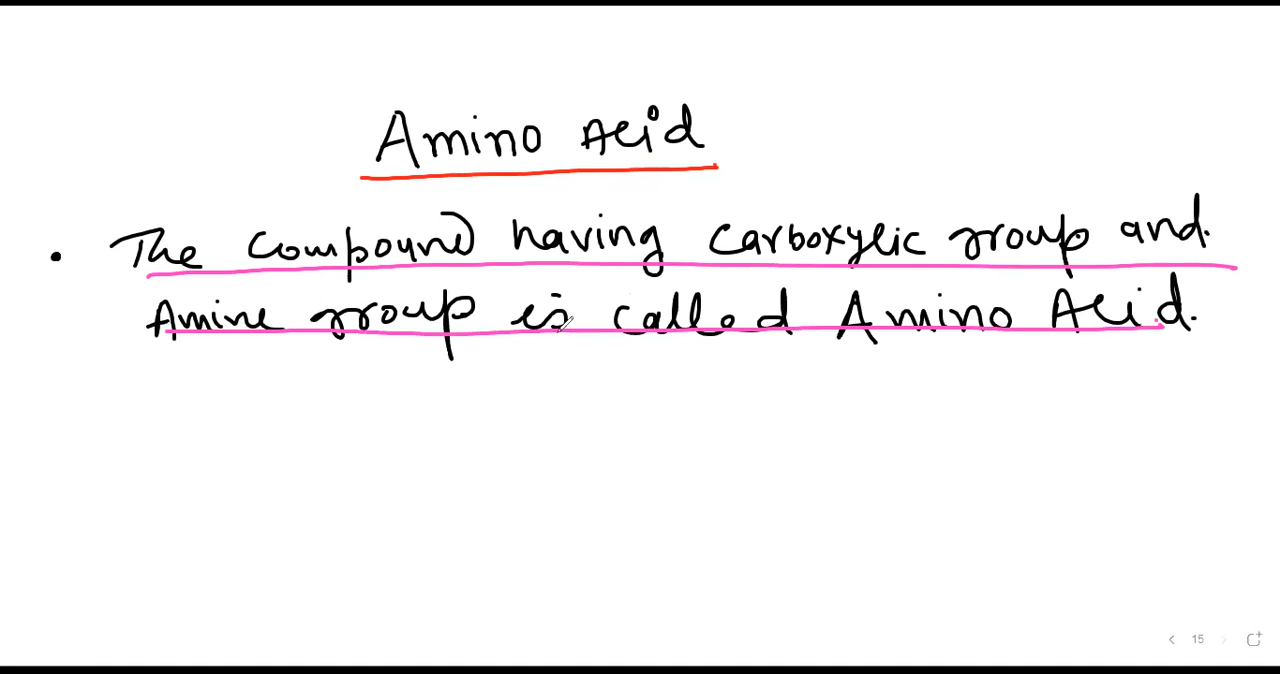 Amino Acid
• The compound having carboxylic group and
Amine group is called Amino Acid.
15